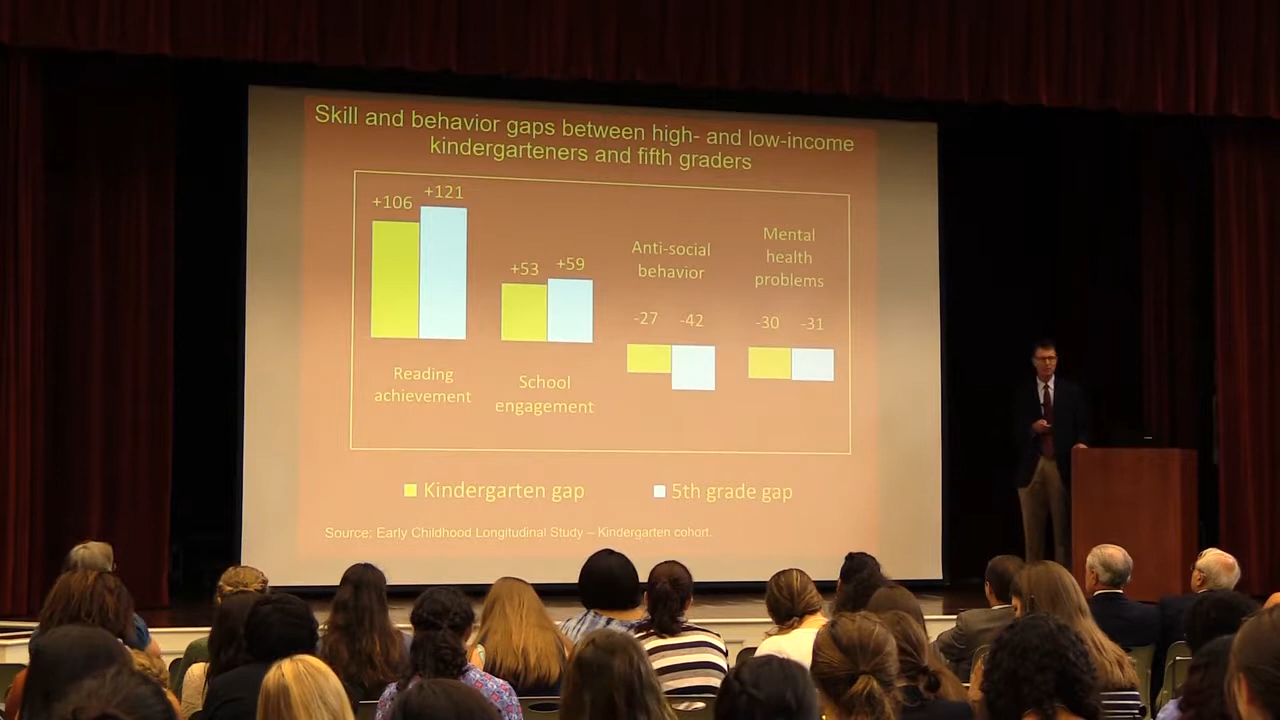 Skill and behavior gaps between high- and low-income
kindergarteners and fifth graders
+106
+121
+53
+59
Anti-social
behavior
Mental
health
problems
-27
-42
-30
-31
Reading
achievement
School
engagement
Kindergarten gap
5th grade gap
Source: Early Childhood Longitudinal Study – Kindergarten cohort.